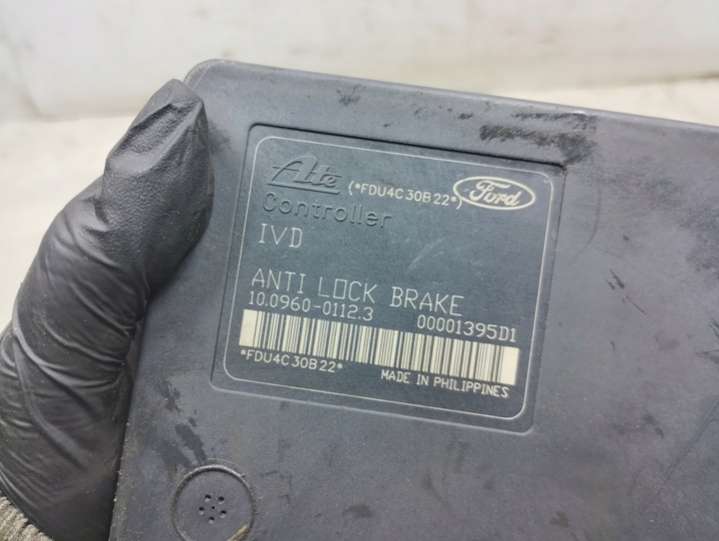 Ate (*FDU4C30B22*) Ford
Controller
IVD
ANTI LOCK BRAKE
10.0960-0112.3 00001395D1
*FDU4C30B22* MADE IN PHILIPPINES